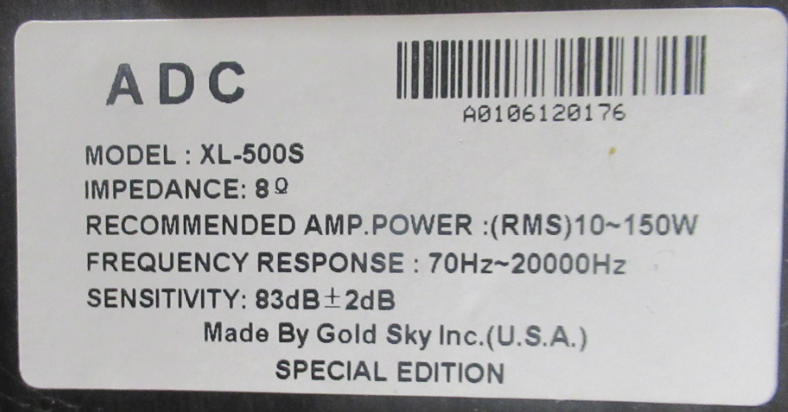 ADC
A0106120176
MODEL : XL-500S
IMPEDANCE: 8Ω
RECOMMENDED AMP.POWER :(RMS)10~150W
FREQUENCY RESPONSE : 70Hz~20000Hz
SENSITIVITY: 83dB±2dB
Made By Gold Sky Inc.(U.S.A.)
SPECIAL EDITION